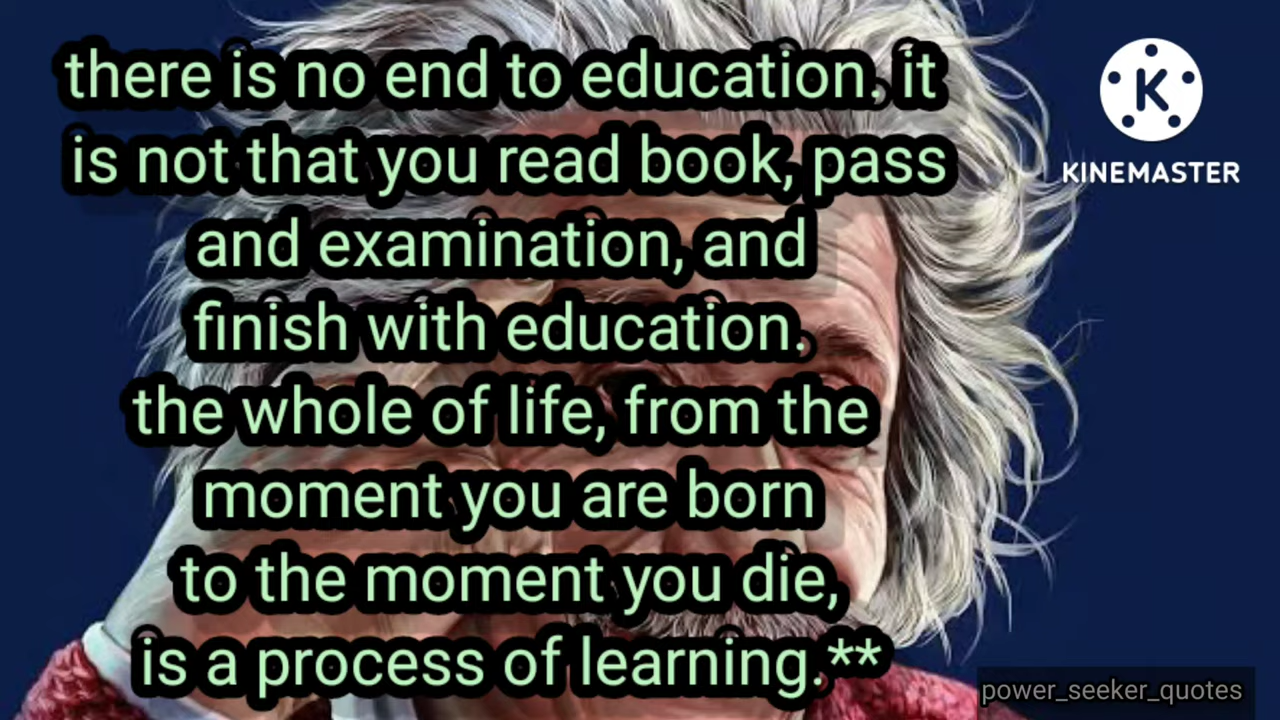 there is no end to education. it
is not that you read book, pass
and examination, and
finish with education.
the whole of life, from the
moment you are born
to the moment you die,
is a process of learning.**
K
KINEMASTER
power_seeker_quotes